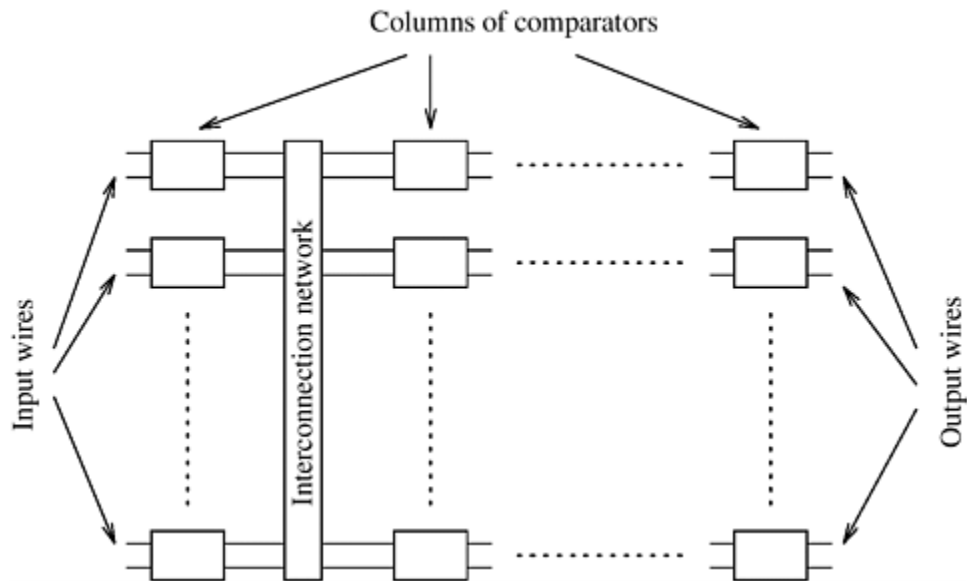 Columns of comparators
Input wires
Interconnection network
Output wires